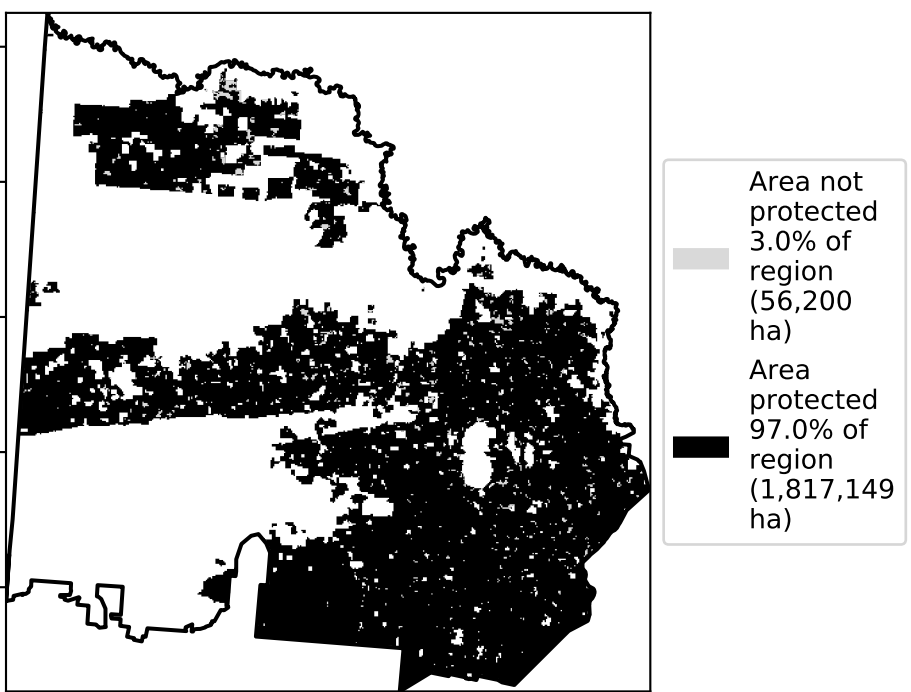 Area not
protected
3.0% of
region
(56,200
ha)
Area
protected
97.0% of
region
(1,817,149
ha)